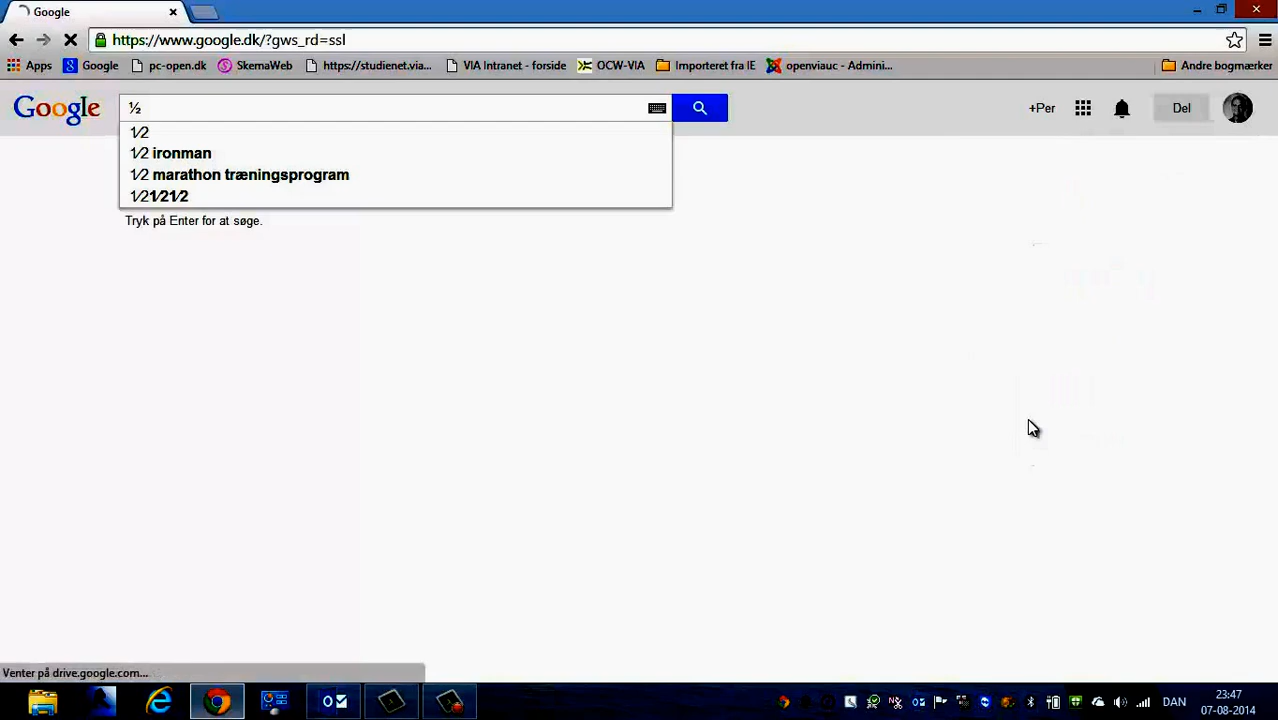 Google
https://www.google.dk/?gws_rd=ssl
Apps Google pc-open.dk SkemaWeb https://studienet.via... VIA Intranet - forside OCW-VIA Importeret fra IE openviauc - Admini... Andre bogmærker
Google ½ +Per Del
1⁄2
1⁄2 ironman
1⁄2 marathon træningsprogram
1⁄21⁄21⁄2
Tryk på Enter for at søge.
Venter på drive.google.com...
DAN 23:47
07-08-2014